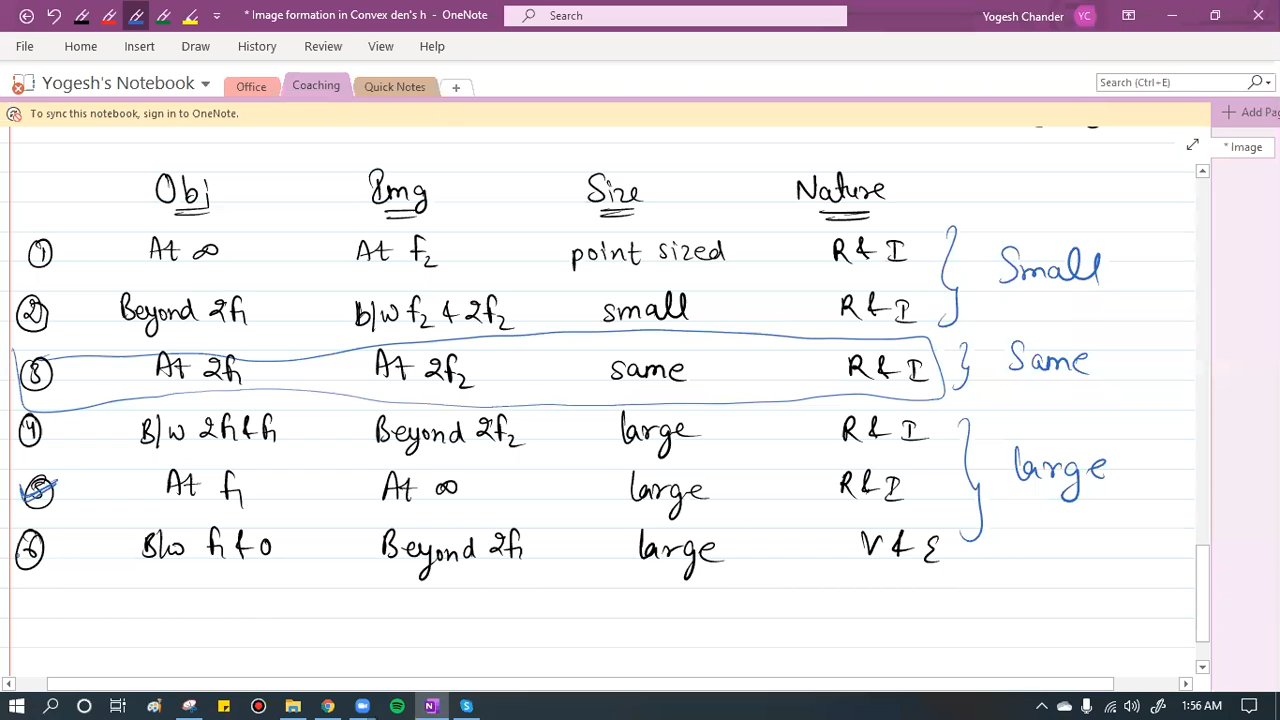 * Image formation in Convex den's h - OneNote
Search
Yogesh Chander
YC
File Home Insert Draw History Review View Help
Yogesh's Notebook
Office
Coaching
Quick Notes
Search (Ctrl+E)
To sync this notebook, sign in to OneNote.
Add Pag
* Image
Obj Img Size Nature
① At ∞ At f₂ point sized R & I
Small
② Beyond 2f₁ b/w f₂ & 2f₂ small R & I
③ At 2f₁ At 2f₂ same R & I Same
④ B/w 2f₁ & f₁ Beyond 2f₂ large R & I
large
⑤ At f₁ At ∞ large R & I
⑥ B/w f₁ & O Beyond 2f₁ large V & E
1:56 AM